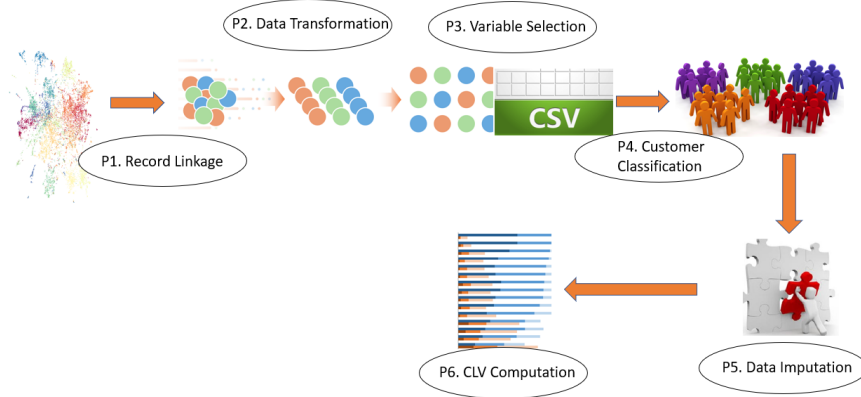 P2. Data Transformation
P3. Variable Selection
CSV
P1. Record Linkage
P4. Customer
Classification
P6. CLV Computation
P5. Data Imputation